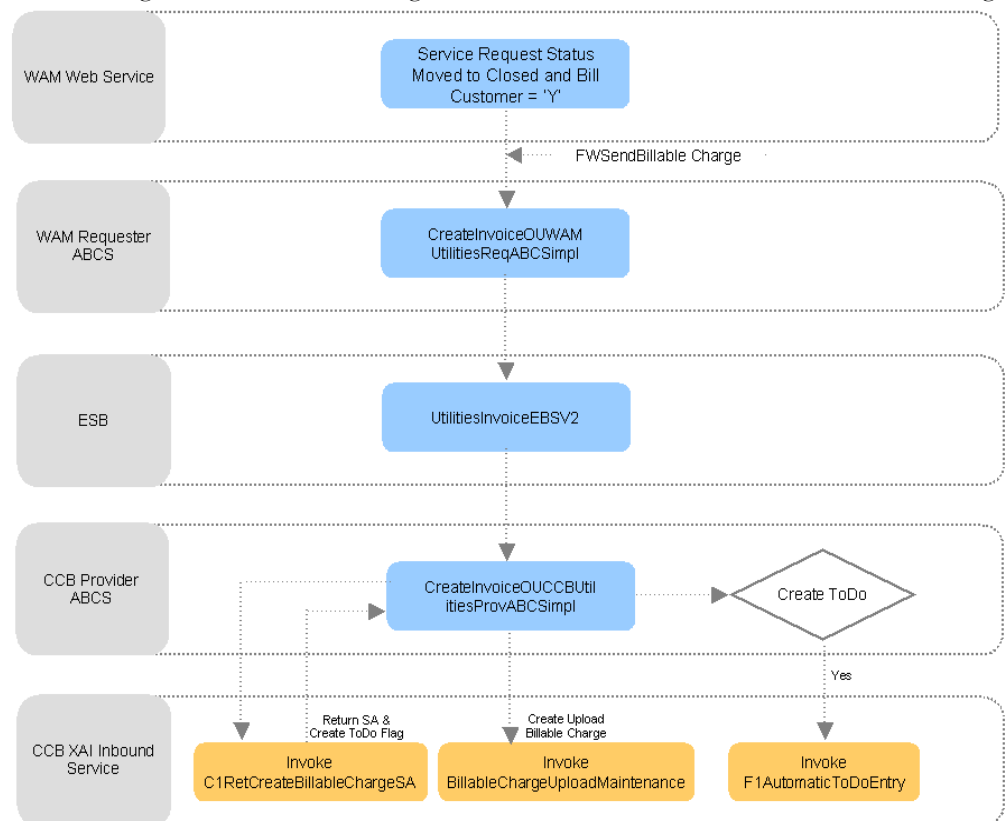 Service Request Status
Moved to Closed and Bill
Customer = 'Y'
WAM Web Service
FWSendBillable Charge
WAM Requester
ABCS
CreateInvoiceOUWAM
UtilitiesReqABCSimpl
ESB
UtilitiesInvoiceEBSV2
CCB Provider
ABCS
CreateInvoiceOUCCBUtil
itiesProvABCSimpl
Create ToDo
Yes
Return SA &
Create ToDo Flag
Create Upload
Billable Charge
CCB XAI Inbound
Service
Invoke
C1RetCreateBillableChargeSA
Invoke
BillableChargeUploadMaintenance
Invoke
F1AutomaticToDoEntry